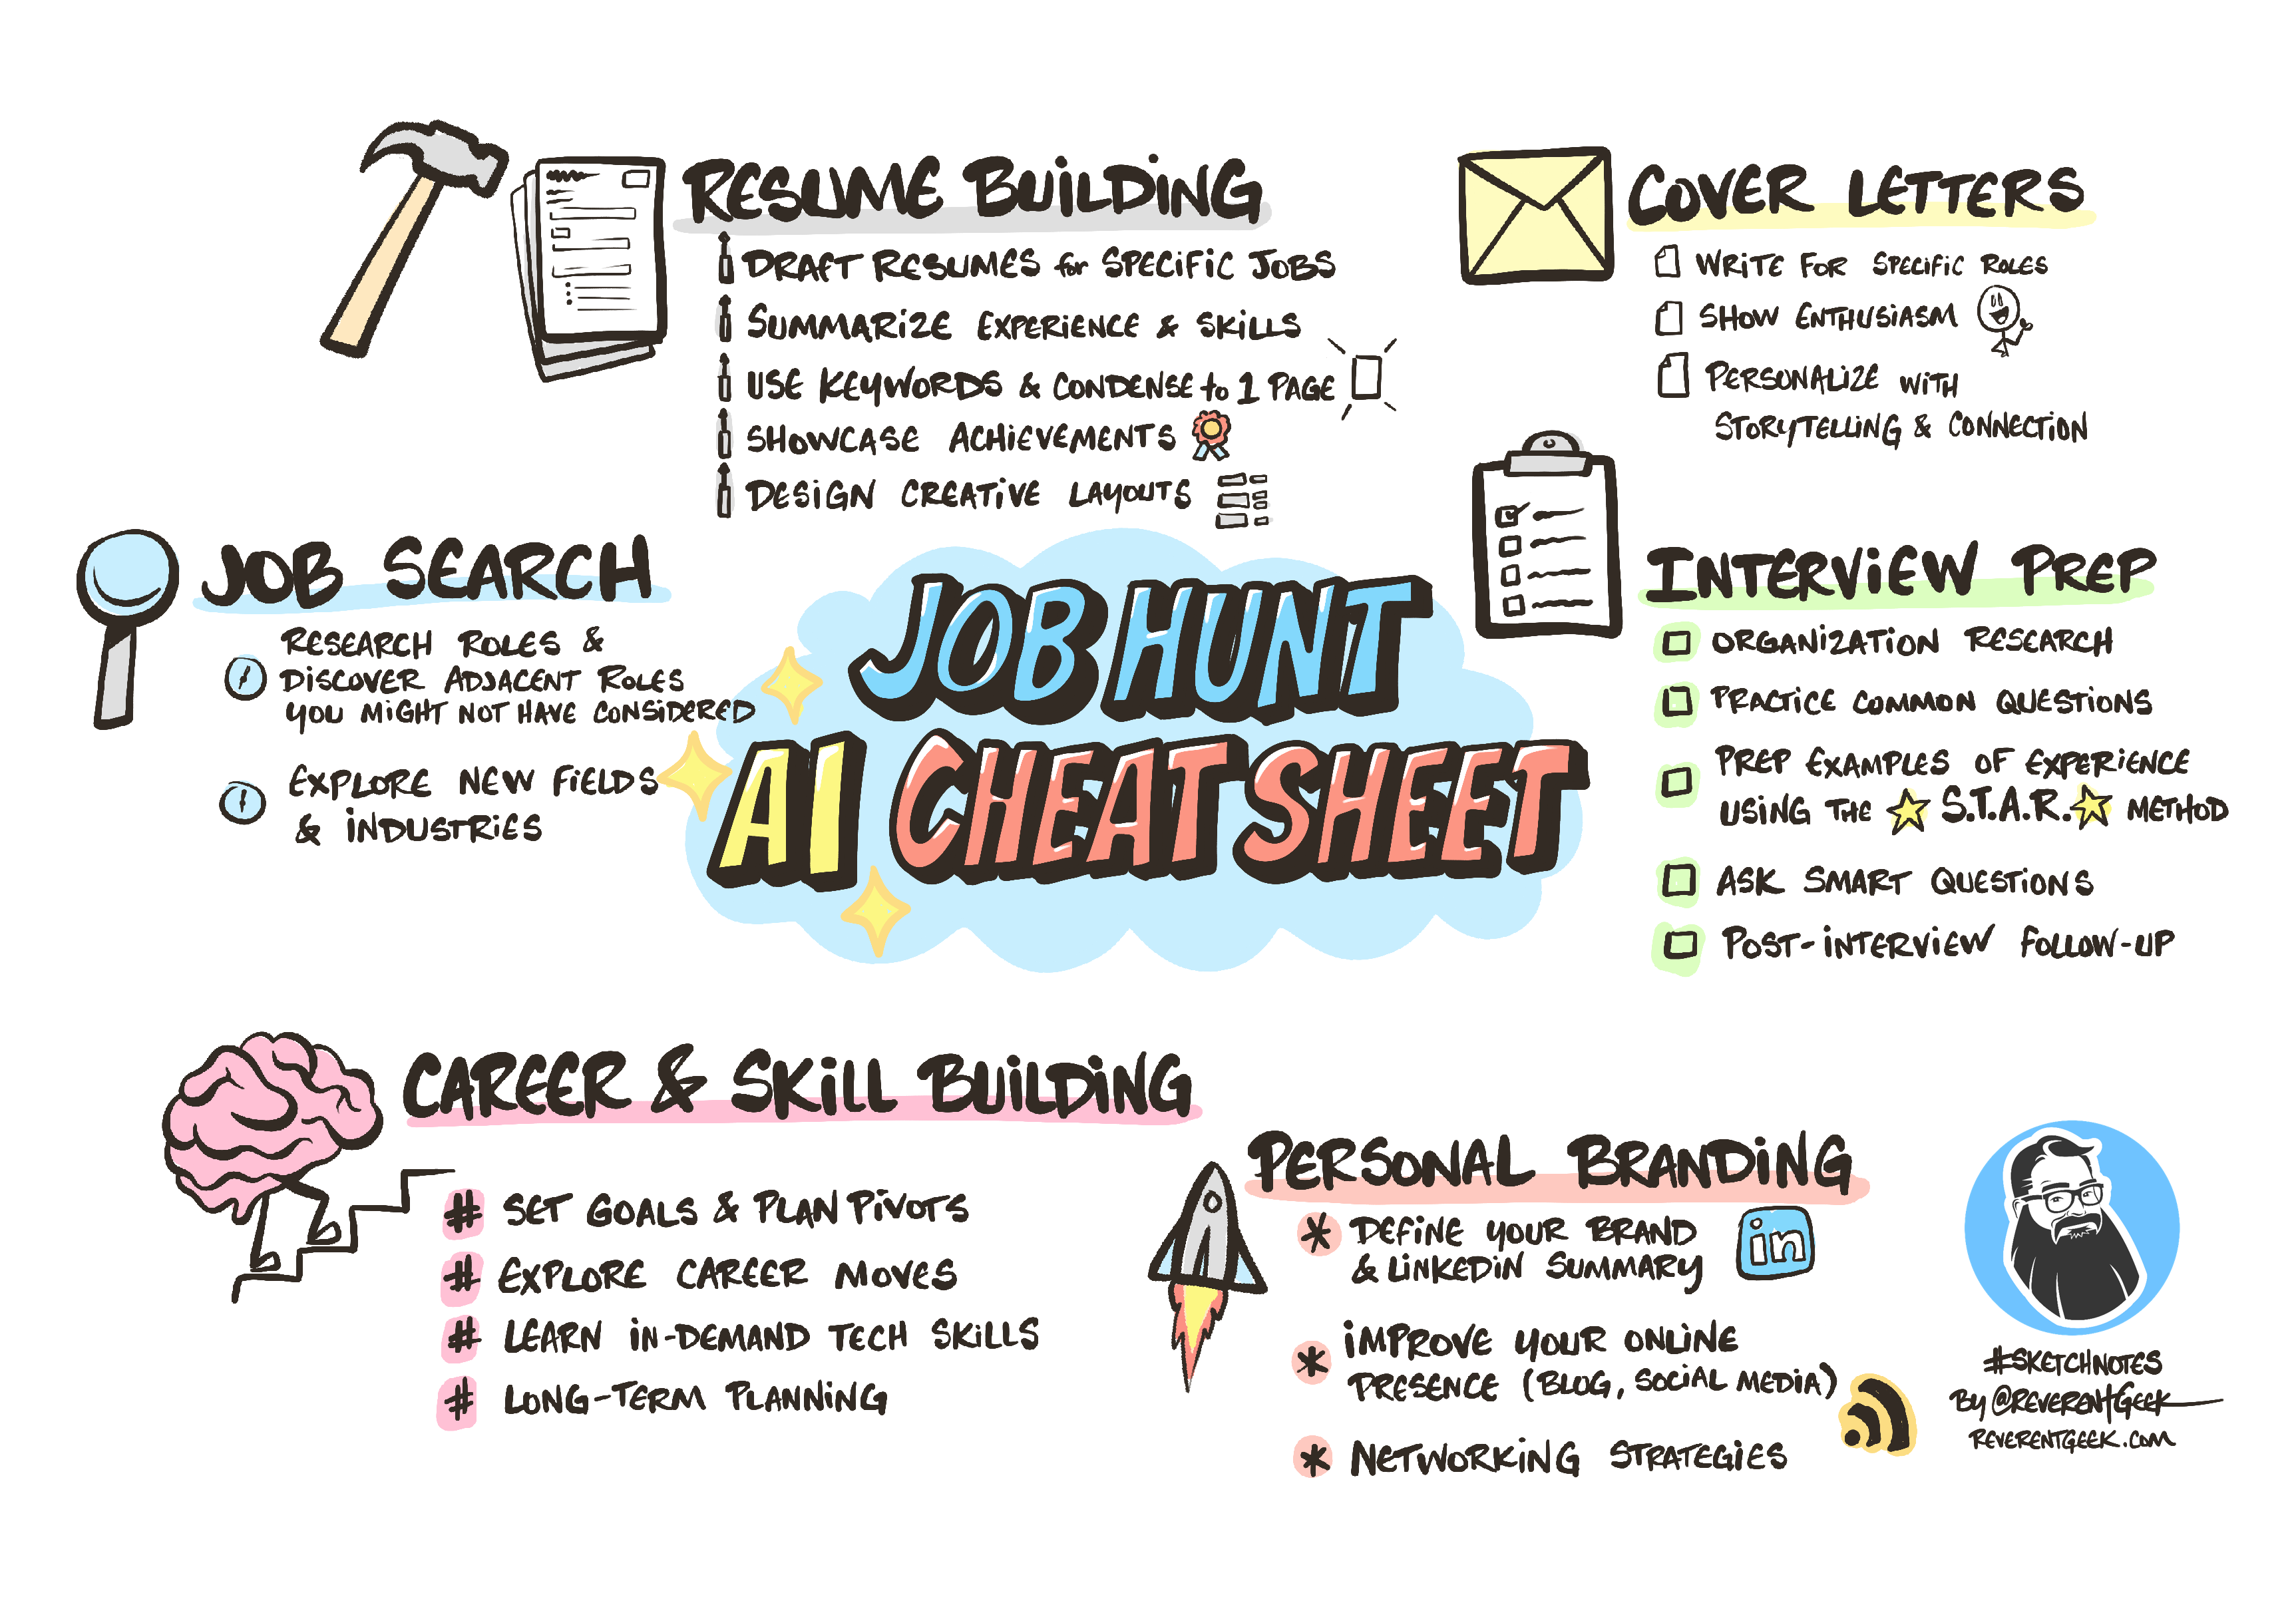 RESUME BUILDING
DRAFT RESUMES for SPECIFIC JOBS
SUMMARIZE EXPERIENCE & SKILLS
USE KEYWORDS & CONDENSE to 1 PAGE
SHOWCASE ACHIEVEMENTS
DESIGN CREATIVE LAYOUTS
COVER LETTERS
WRITE FOR SPECIFIC ROLES
SHOW ENTHUSIASM
PERSONALIZE WITH
STORYTELLING & CONNECTION
JOB SEARCH
RESEARCH ROLES &
DISCOVER ADJACENT ROLES
YOU MIGHT NOT HAVE CONSIDERED
EXPLORE NEW FIELDS
& INDUSTRIES
JOB HUNT
AI CHEAT SHEET
INTERVIEW PREP
ORGANIZATION RESEARCH
PRACTICE COMMON QUESTIONS
PREP EXAMPLES OF EXPERIENCE
USING THE S.T.A.R. METHOD
ASK SMART QUESTIONS
POST-INTERVIEW FOLLOW-UP
CAREER & SKILL BUILDING
# SET GOALS & PLAN PIVOTS
# EXPLORE CAREER MOVES
# LEARN IN-DEMAND TECH SKILLS
# LONG-TERM PLANNING
PERSONAL BRANDING
* DEFINE YOUR BRAND
& LINKEDIN SUMMARY
in
* IMPROVE YOUR ONLINE
PRESENCE (BLOG, SOCIAL MEDIA)
* NETWORKING STRATEGIES
#SKETCHNOTES
BY @REVERENTGEEK
REVERENTGEEK.COM